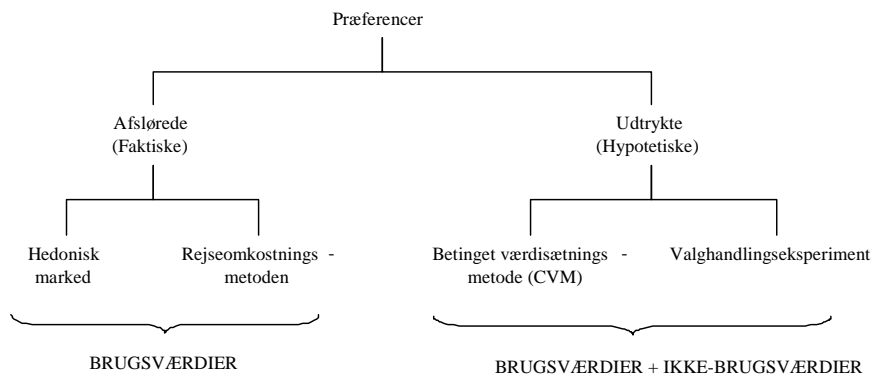 Præferencer
Afslørede
(Faktiske)
Udtrykte
(Hypotetiske)
Hedonisk
marked
Rejseomkostnings -
metoden
Betinget værdisætnings -
metode (CVM)
Valghandlingseksperiment
BRUGSVÆRDIER
BRUGSVÆRDIER + IKKE-BRUGSVÆRDIER